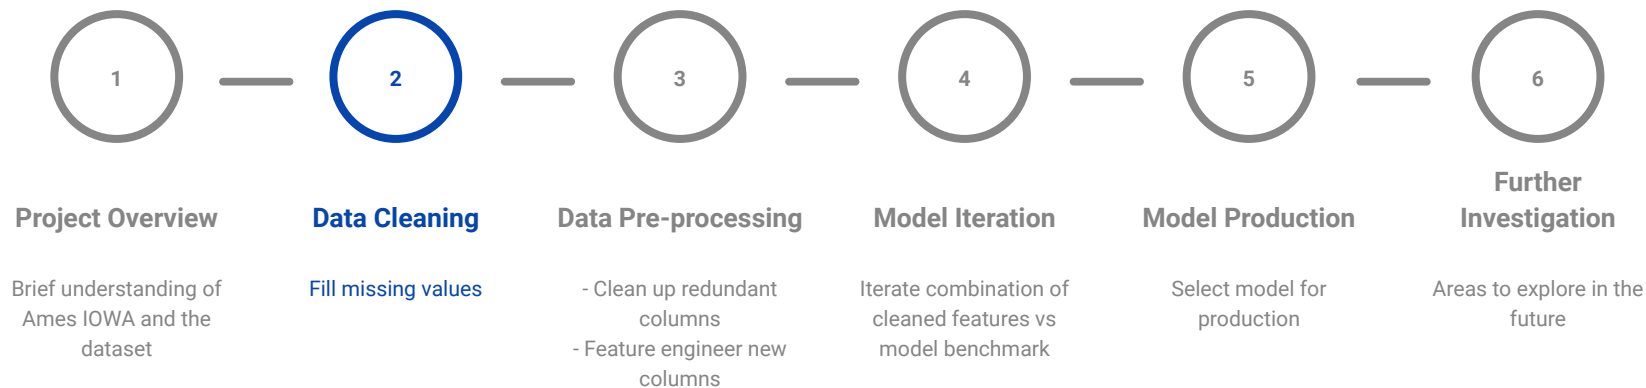 1
2
3
4
5
6
Project Overview
Data Cleaning
Data Pre-processing
Model Iteration
Model Production
Further
Investigation
Brief understanding of
Ames IOWA and the
dataset
Fill missing values
- Clean up redundant
columns
- Feature engineer new
columns
Iterate combination of
cleaned features vs
model benchmark
Select model for
production
Areas to explore in the
future